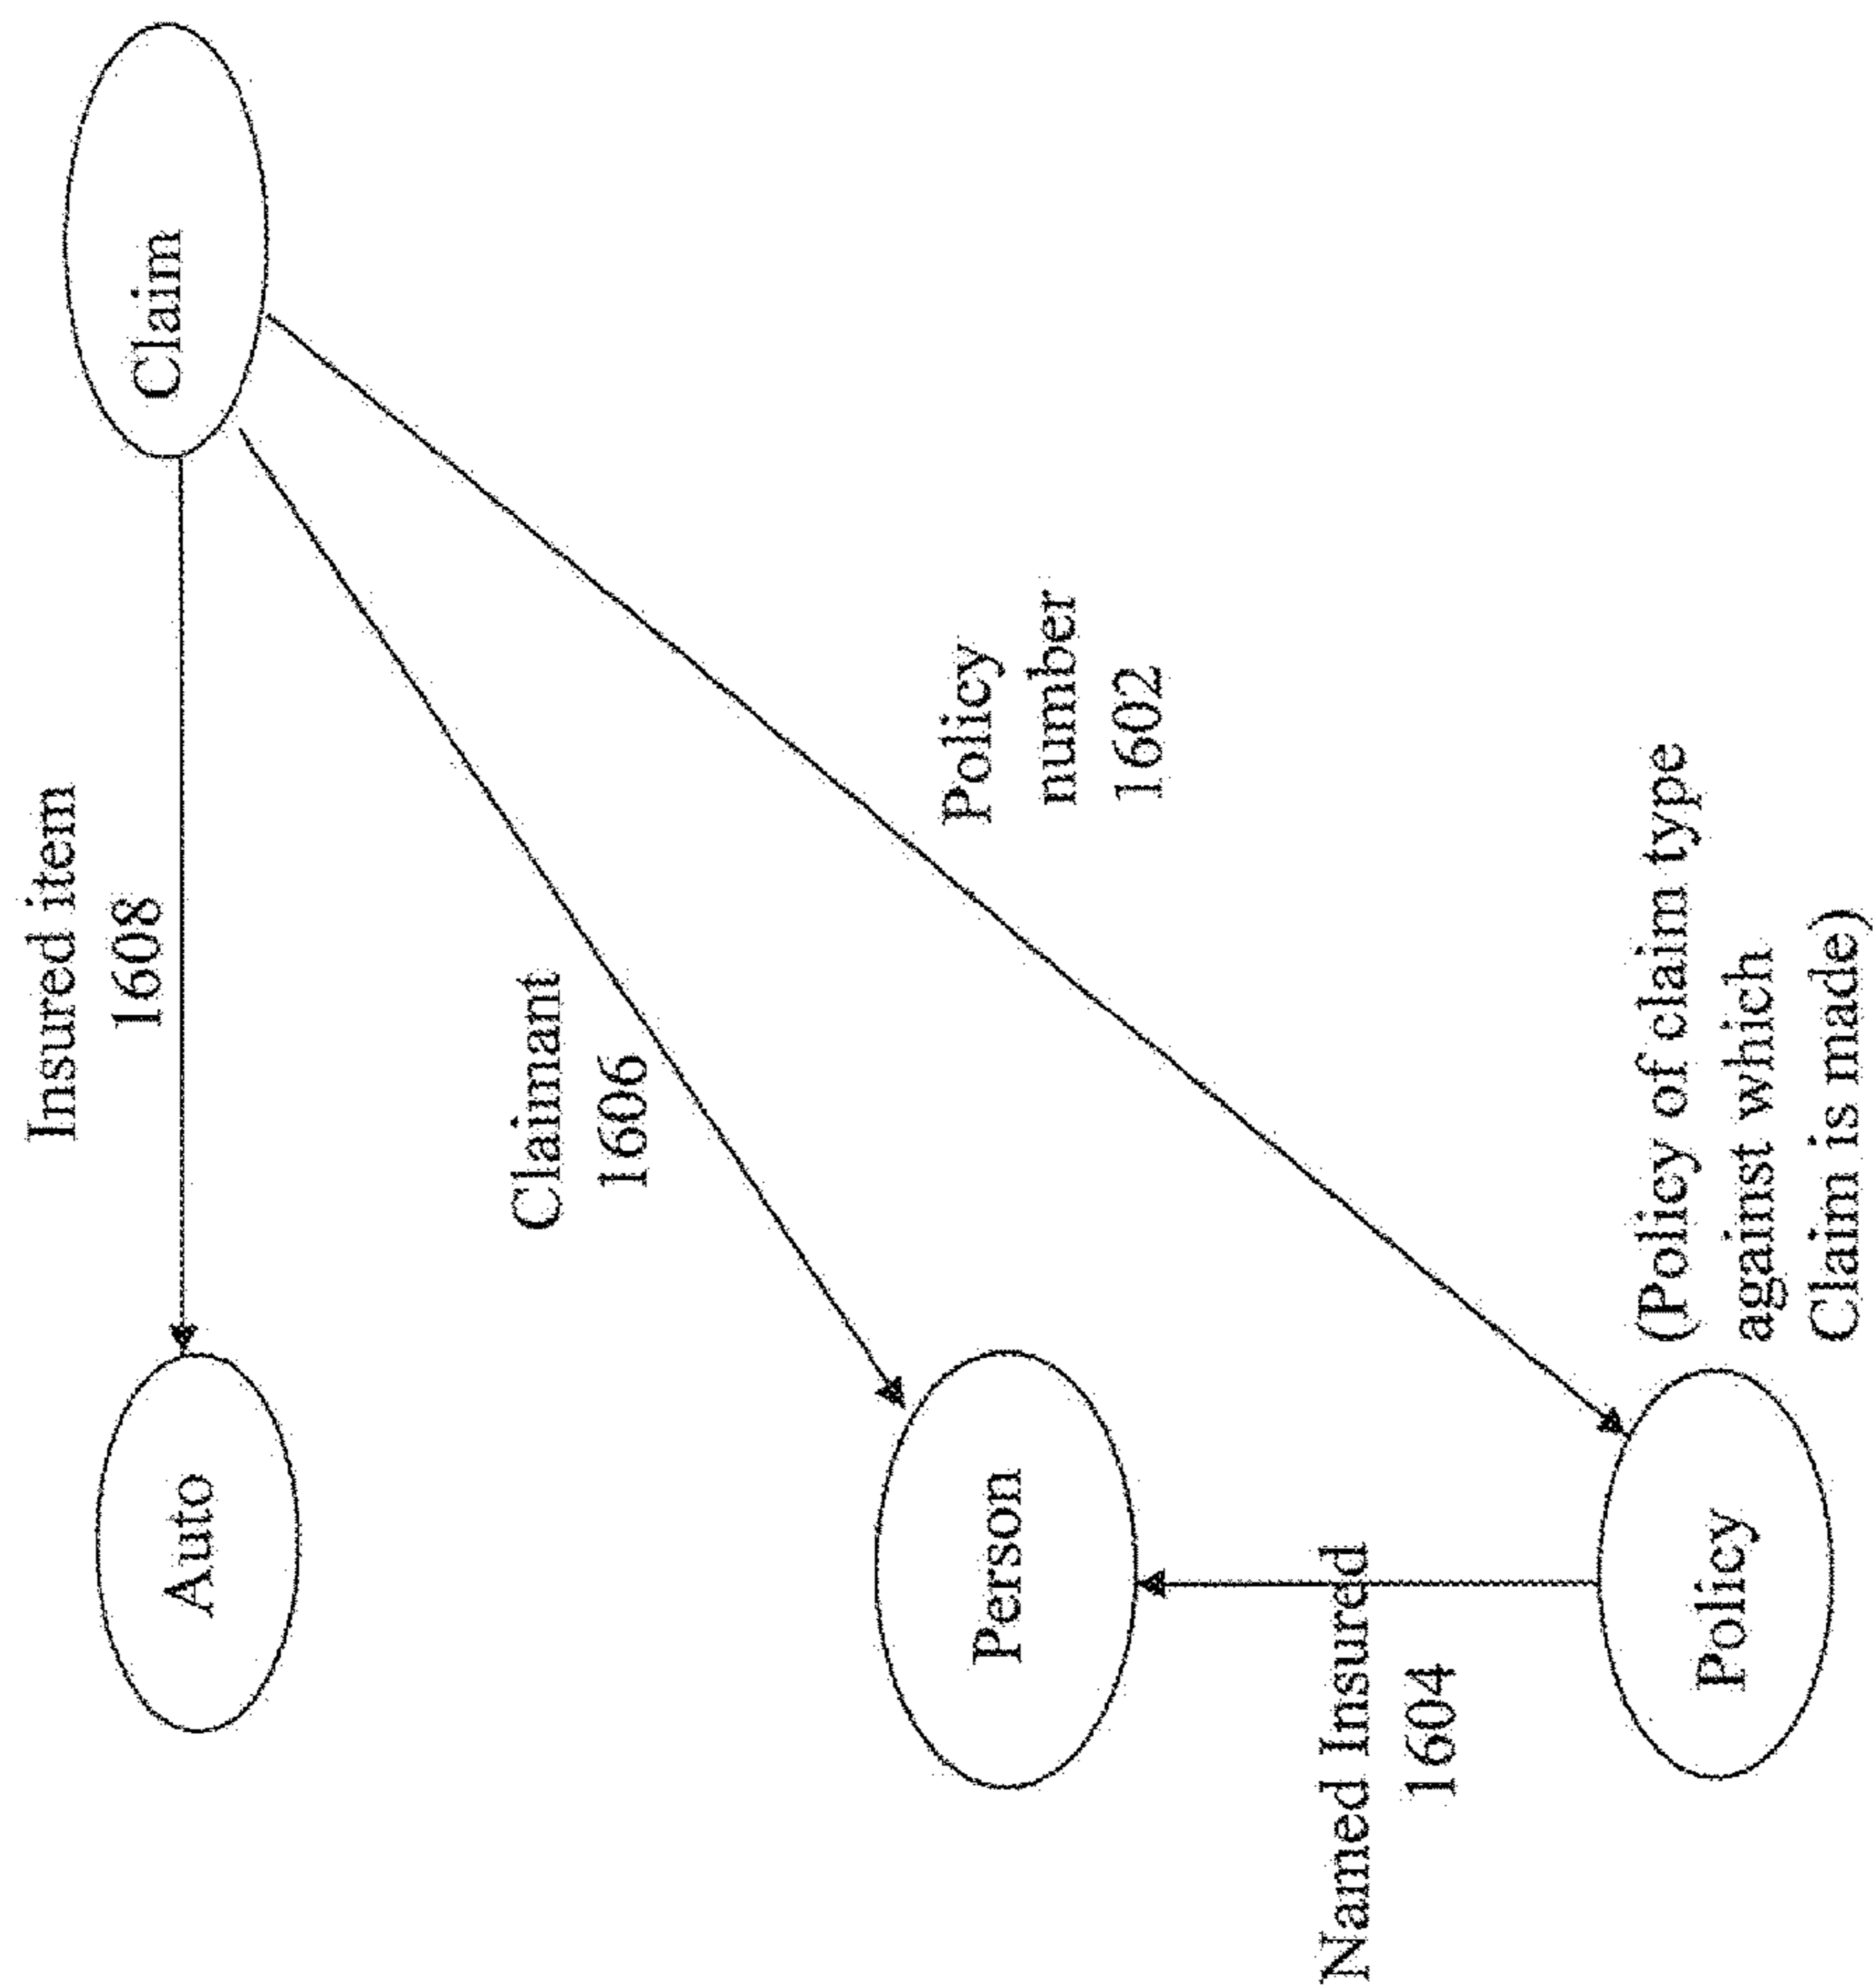 Claim
Insured item
1608
Claimant
1606
Policy
number
1602
Auto
Person
Named Insured
1604
Policy
(Policy of claim type
against which
Claim is made)